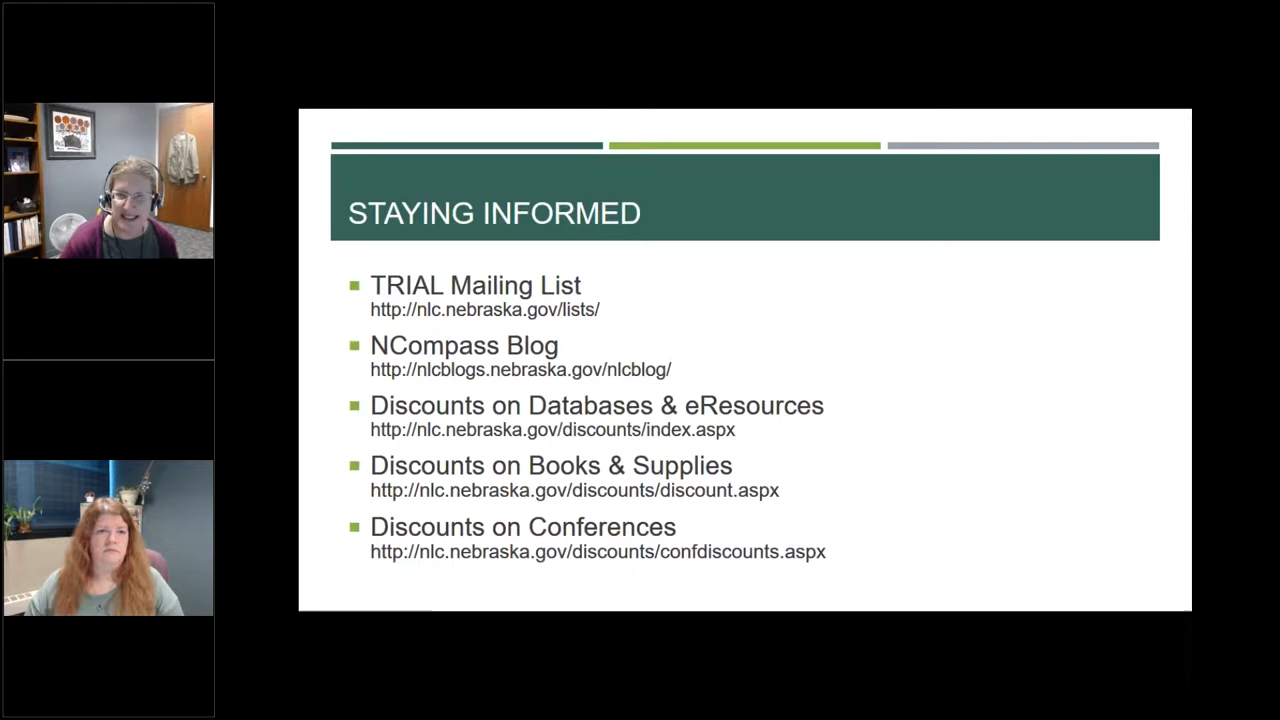 STAYING INFORMED
TRIAL Mailing List
http://nlc.nebraska.gov/lists/
NCompass Blog
http://nlcblogs.nebraska.gov/nlcblog/
Discounts on Databases & eResources
http://nlc.nebraska.gov/discounts/index.aspx
Discounts on Books & Supplies
http://nlc.nebraska.gov/discounts/discount.aspx
Discounts on Conferences
http://nlc.nebraska.gov/discounts/confdiscounts.aspx